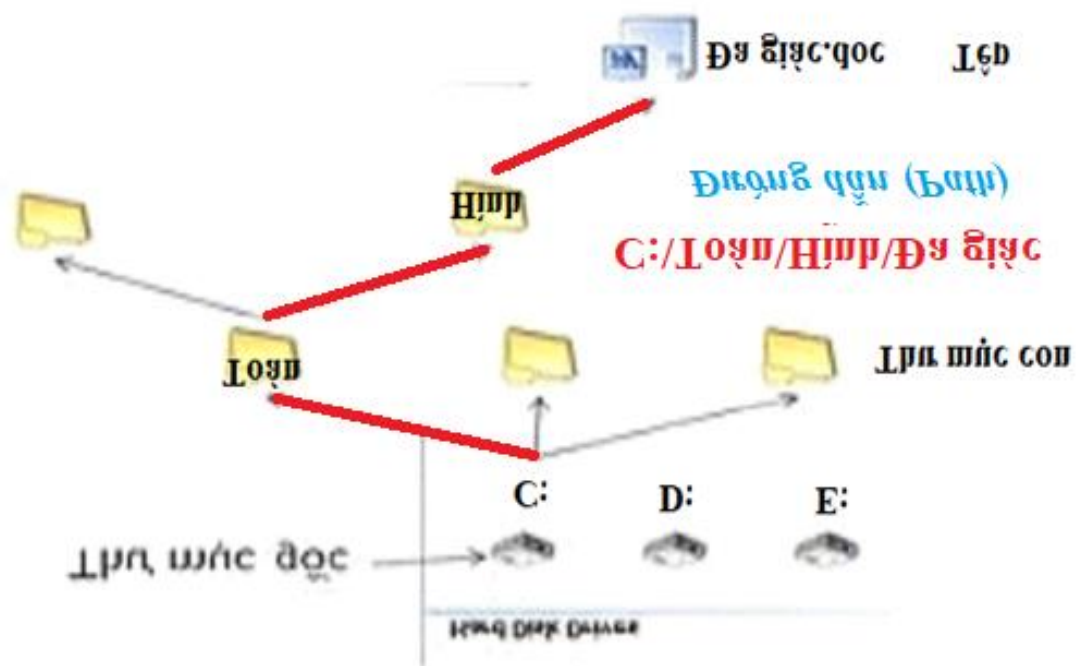 Hard Disk Drives
Thư mục gốc
C: D: E:
Toán
Thư mục con
C:\Toán\Hình\Đa giác
Hình
Đường dẫn (Path)
Đa giác.doc Tệp